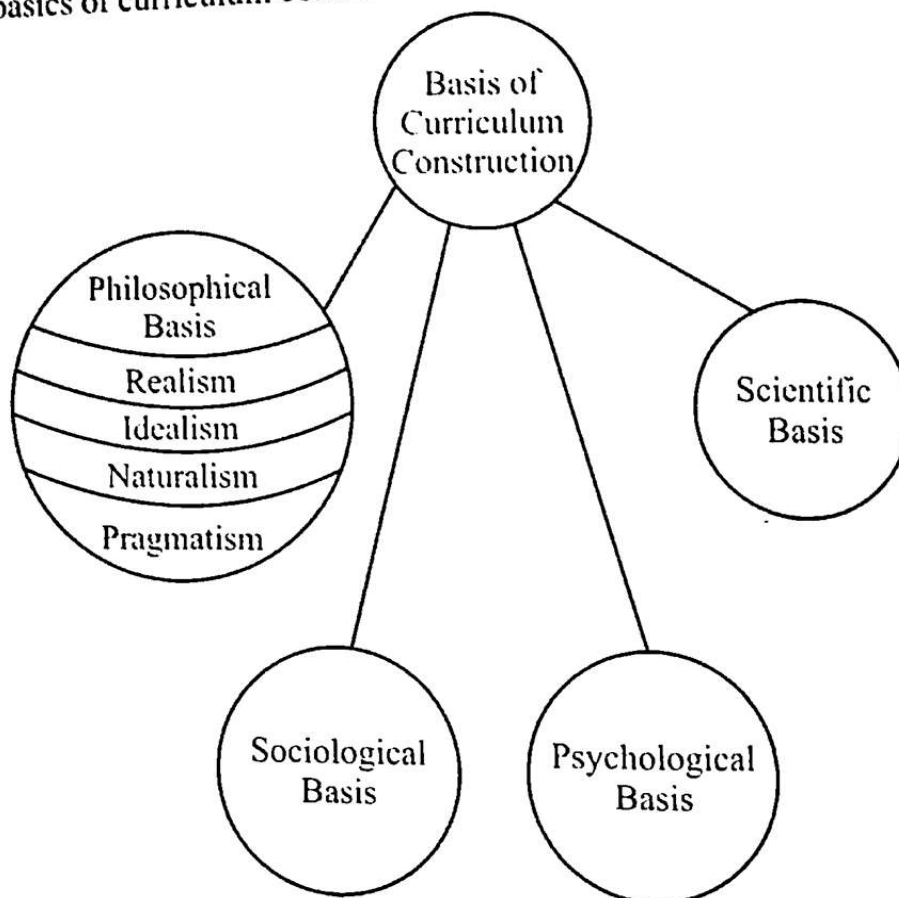 basics of curriculum
Basis of
Curriculum
Construction
Philosophical
Basis
Realism
Idealism
Naturalism
Pragmatism
Scientific
Basis
Sociological
Basis
Psychological
Basis